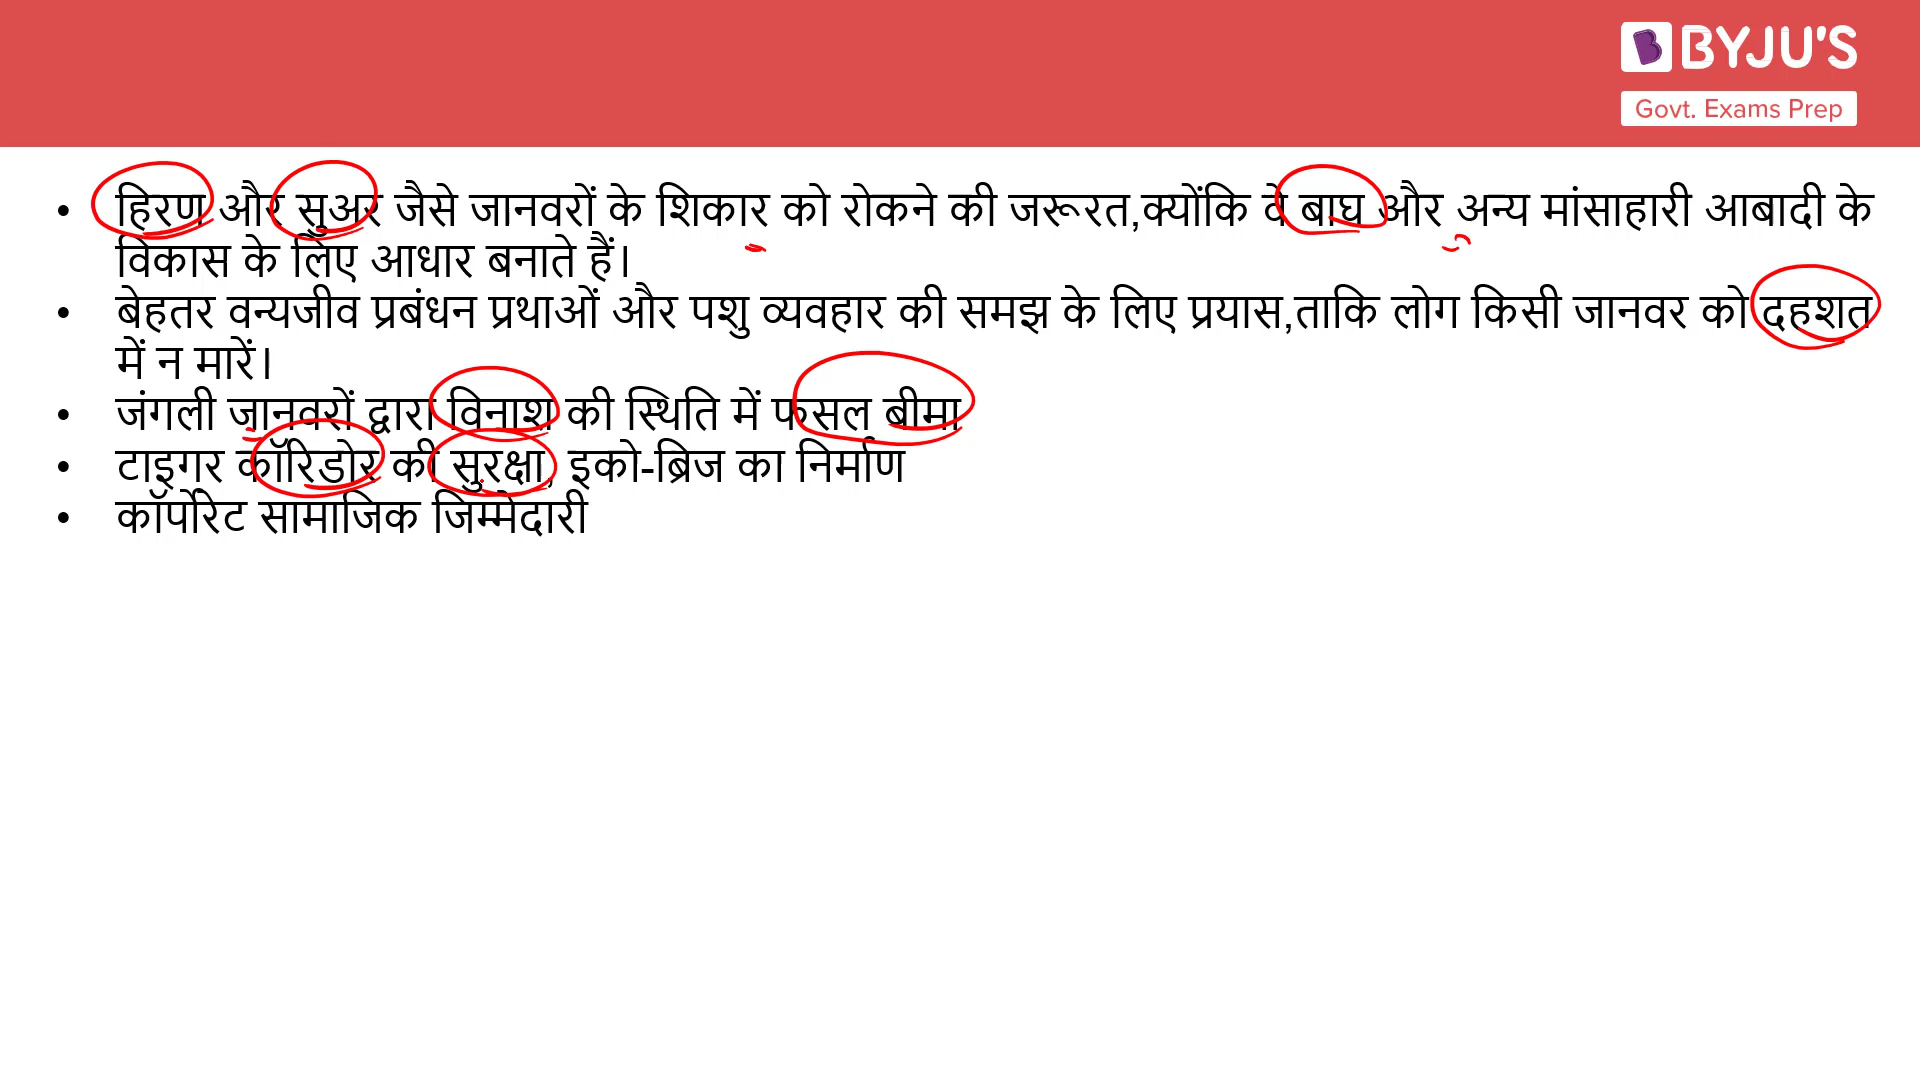 BYJU'S
Govt. Exams Prep
• हिरण और सुअर जैसे जानवरों के शिकार को रोकने की जरूरत,क्योंकि वे बाघ और अन्य मांसाहारी आबादी के
विकास के लिए आधार बनाते हैं।
• बेहतर वन्यजीव प्रबंधन प्रथाओं और पशु व्यवहार की समझ के लिए प्रयास,ताकि लोग किसी जानवर को दहशत
में न मारें।
• जंगली जानवरों द्वारा विनाश की स्थिति में फसल बीमा
• टाइगर कॉरिडोर की सुरक्षा, इको-ब्रिज का निर्माण
• कॉर्पोरेट सामाजिक जिम्मेदारी